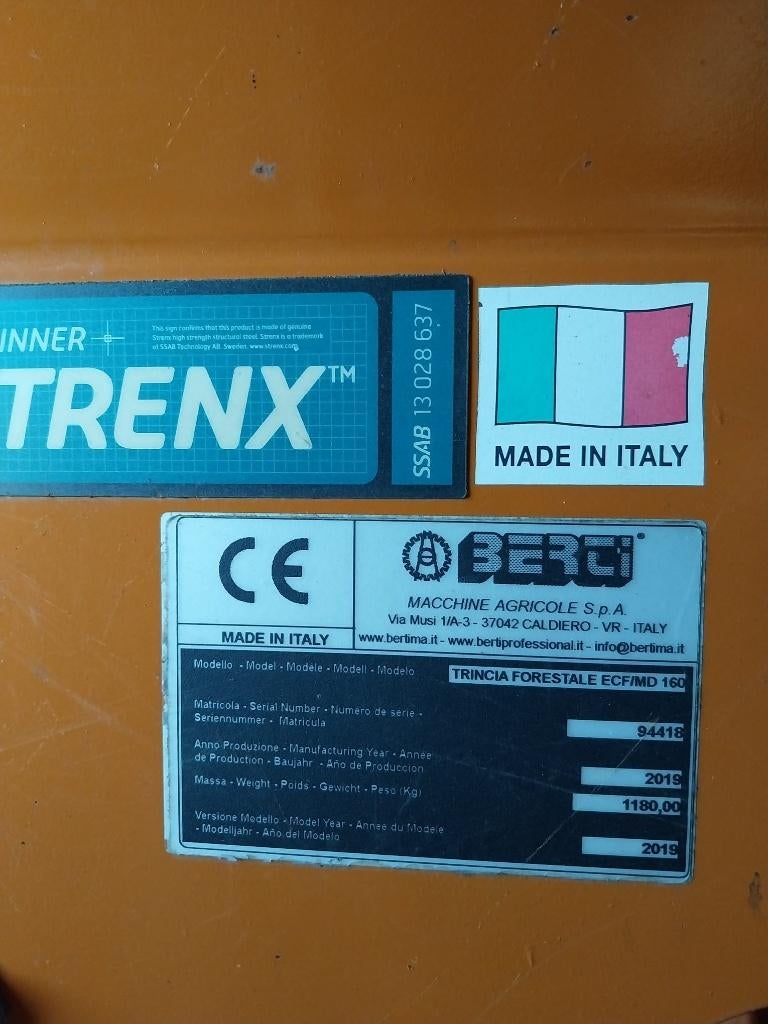 INNER
This sign confirms that this product is made of genuine
Strenx high strength structural steel. Strenx is a trademark
of SSAB Technology AB, Sweden. www.strenx.com
TRENX™
SSAB 13 028 637
MADE IN ITALY
CE
MADE IN ITALY
BERTI®
MACCHINE AGRICOLE S.p.A.
Via Musi 1/A-3 - 37042 CALDIERO - VR - ITALY
www.bertima.it - www.bertiprofessional.it - info@bertima.it
Modello - Model - Modèle - Modell - Modelo
TRINCIA FORESTALE ECF/MD 160
Matricola - Serial Number - Numero de serie -
Seriennummer - Matricula
94418
Anno Produzione - Manufacturing Year - Année
de Production - Baujahr - Año de Produccion
2019
Massa - Weight - Poids - Gewicht - Peso (Kg)
1180,00
Versione Modello - Model Year - Annee du Modele
- Modelljahr - Año del Modelo
2019